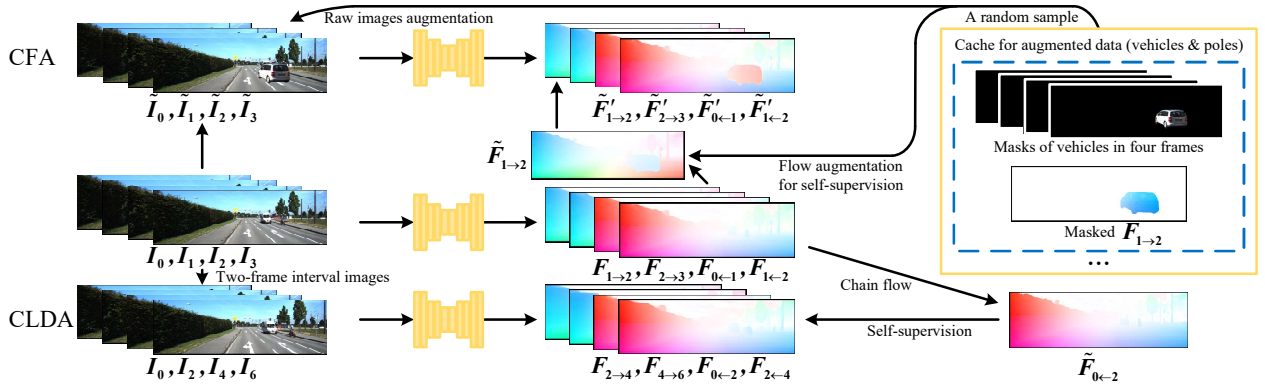 Raw images augmentation
A random sample
CFA
Cache for augmented data (vehicles & poles)
Ĩ₀, Ĩ₁, Ĩ₂, Ĩ₃
F̃′₁→₂, F̃′₂→₃, F̃′₀←₁, F̃′₁←₂
Masks of vehicles in four frames
F̃₁→₂
Flow augmentation
for self-supervision
Masked F₁→₂
...
I₀, I₁, I₂, I₃
F₁→₂, F₂→₃, F₀←₁, F₁←₂
Two-frame interval images
Chain flow
CLDA
Self-supervision
I₀, I₂, I₄, I₆
F₂→₄, F₄→₆, F₀←₂, F₂←₄
F̃₀←₂